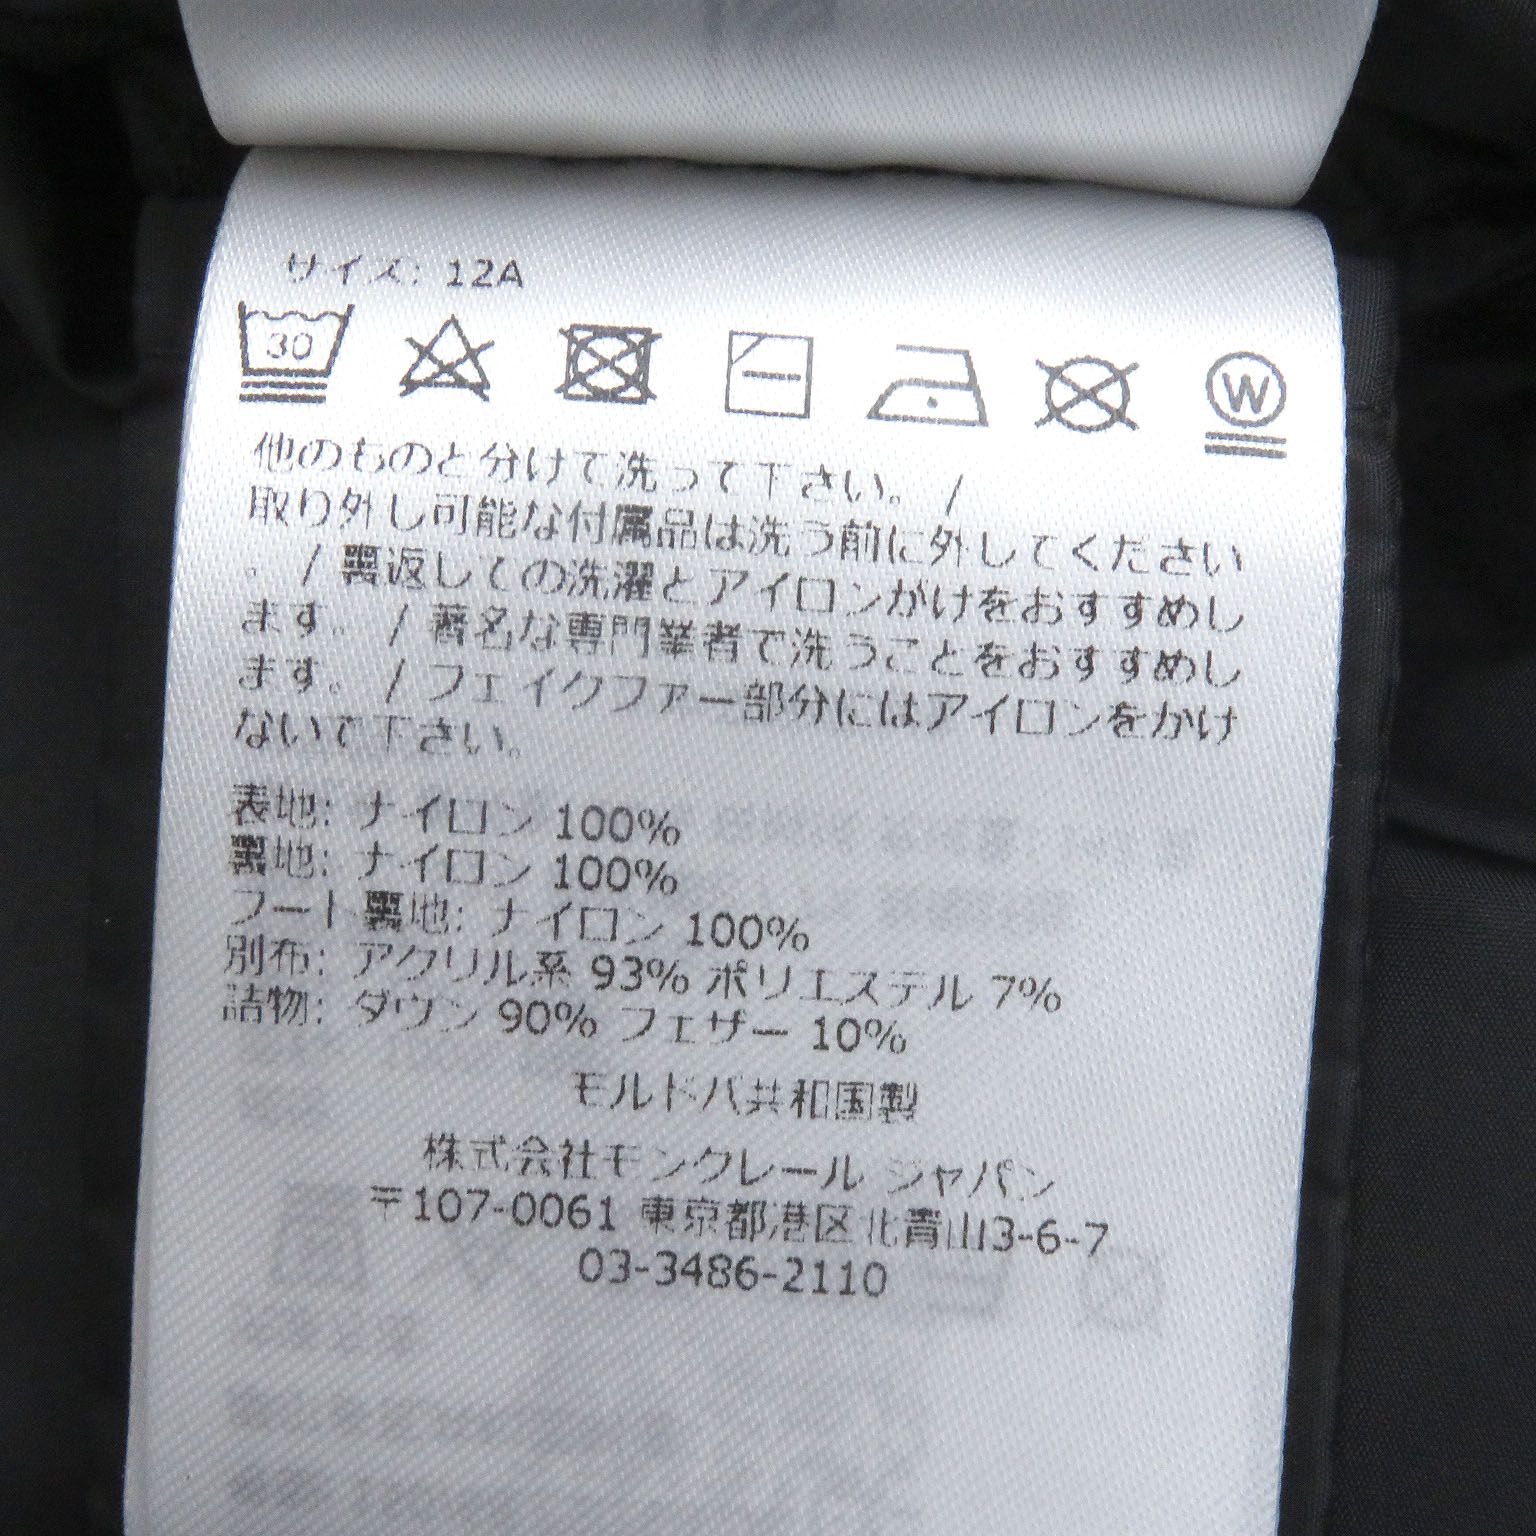 サイズ: 12A
30
W
他のものと分けて洗って下さい。 /
取り外し可能な付属品は洗う前に外してください
。 / 裏返しての洗濯とアイロンがけをおすすめし
ます。 / 著名な専門業者で洗うことをおすすめし
ます。 / フェイクファー部分にはアイロンをかけ
ないで下さい。
表地: ナイロン 100%
裏地: ナイロン 100%
フート裏地: ナイロン 100%
別布: アクリル系 93% ポリエステル 7%
詰物: ダウン 90% フェザー 10%
モルドバ共和国製
株式会社モンクレール ジャパン
〒107-0061 東京都港区北青山3-6-7
03-3486-2110